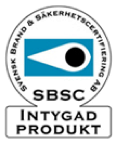 SVENSK BRAND & SÄKERHETSCERTIFIERING AB
SBSC
INTYGAD
PRODUKT